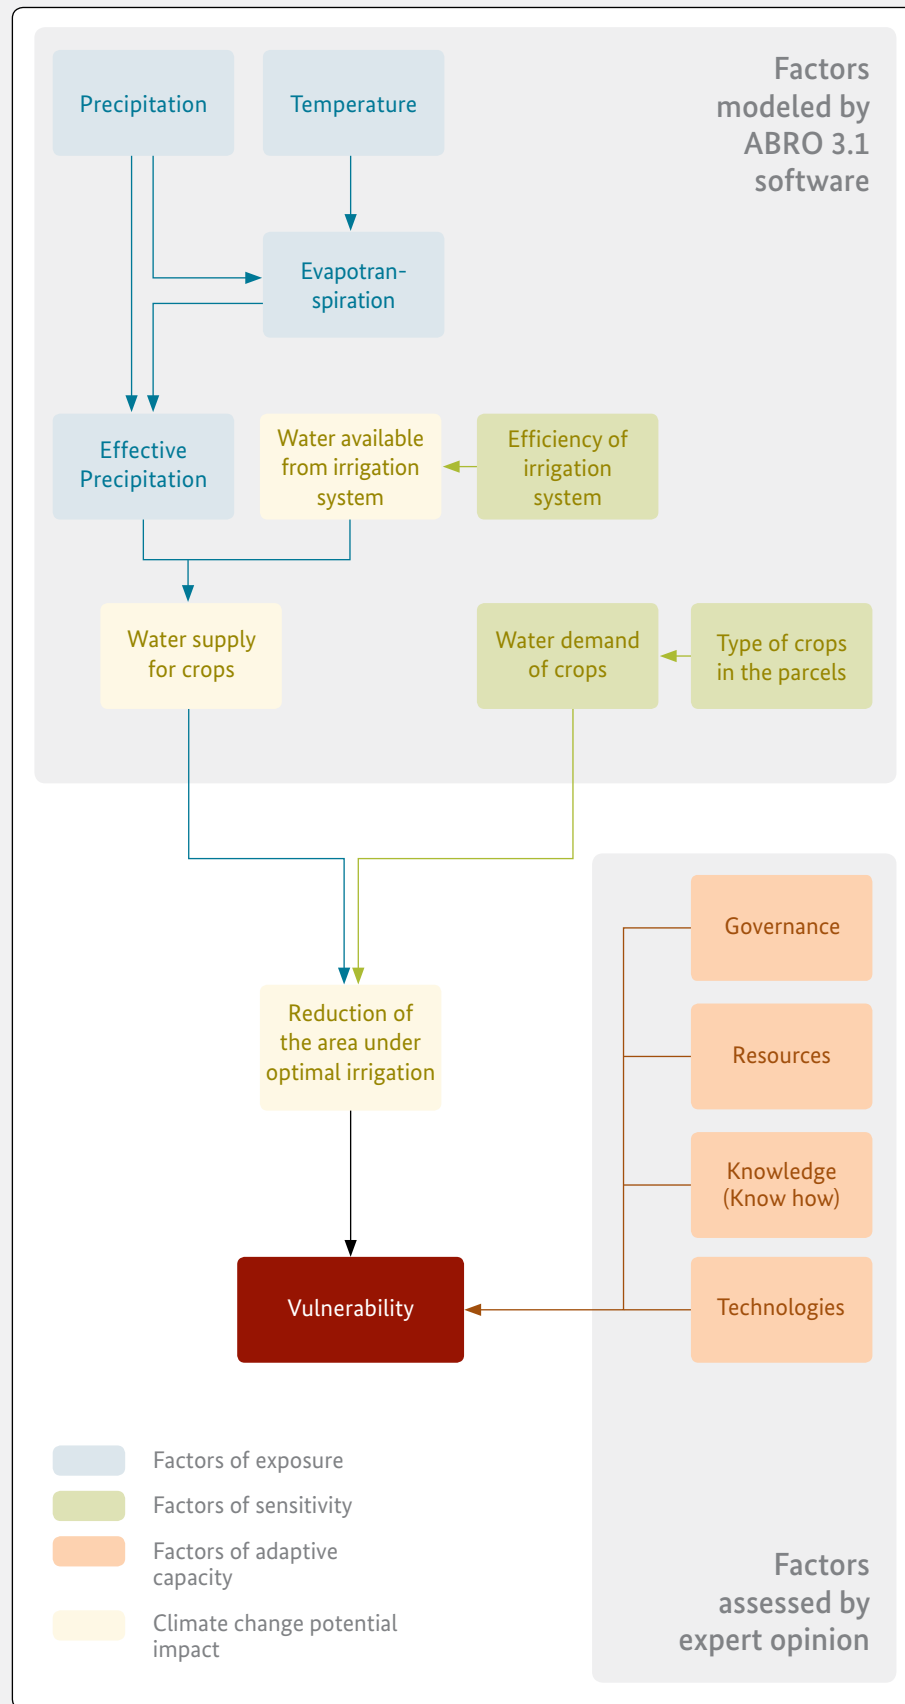 Factors
modeled by
ABRO 3.1
software
Precipitation
Temperature
Evapotran-
spiration
Effective
Precipitation
Water available
from irrigation
system
Efficiency of
irrigation
system
Water supply
for crops
Water demand
of crops
Type of crops
in the parcels
Reduction of
the area under
optimal irrigation
Governance
Resources
Knowledge
(Know how)
Technologies
Vulnerability
Factors of exposure
Factors of sensitivity
Factors of adaptive
capacity
Climate change potential
impact
Factors
assessed by
expert opinion